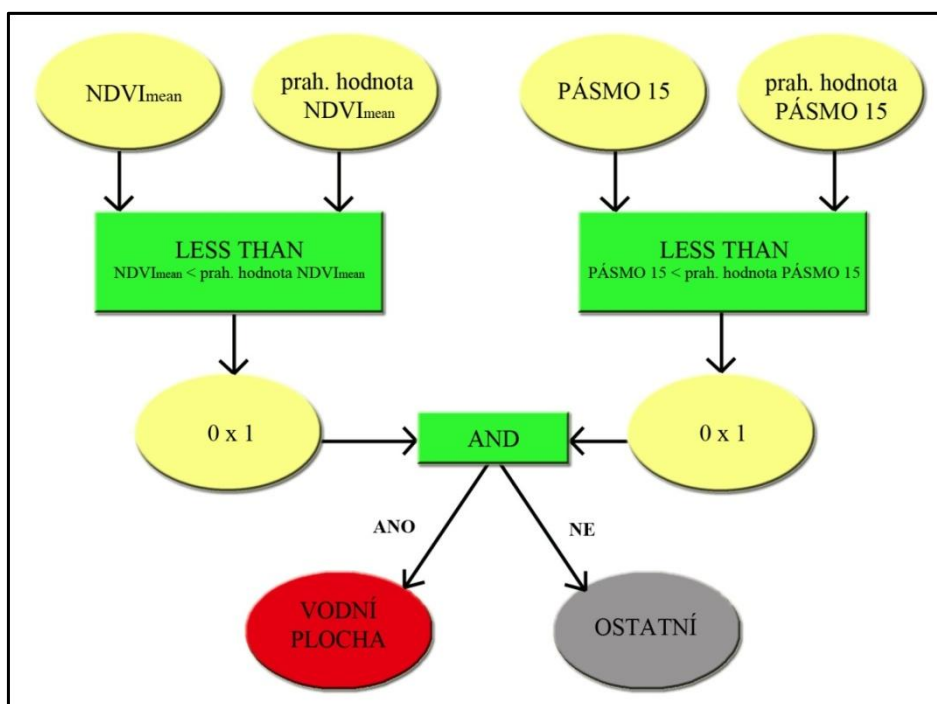 NDVImean
prah. hodnota
NDVImean
PÁSMO 15
prah. hodnota
PÁSMO 15
LESS THAN
NDVImean < prah. hodnota NDVImean
LESS THAN
PÁSMO 15 < prah. hodnota PÁSMO 15
0 x 1
AND
0 x 1
ANO
NE
VODNÍ
PLOCHA
OSTATNÍ